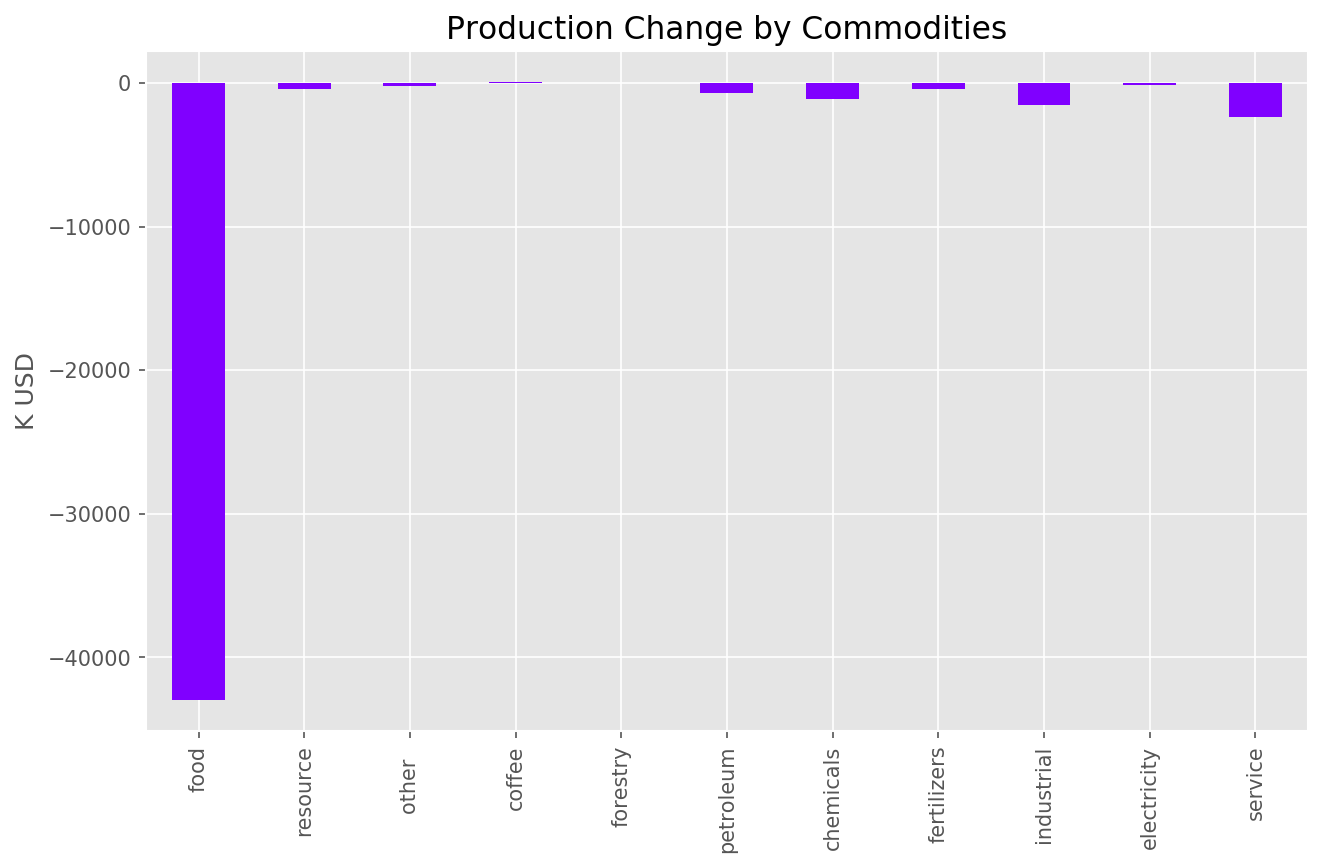 Production Change by Commodities
K USD
0
−10000
−20000
−30000
−40000
food
resource
other
coffee
forestry
petroleum
chemicals
fertilizers
industrial
electricity
service